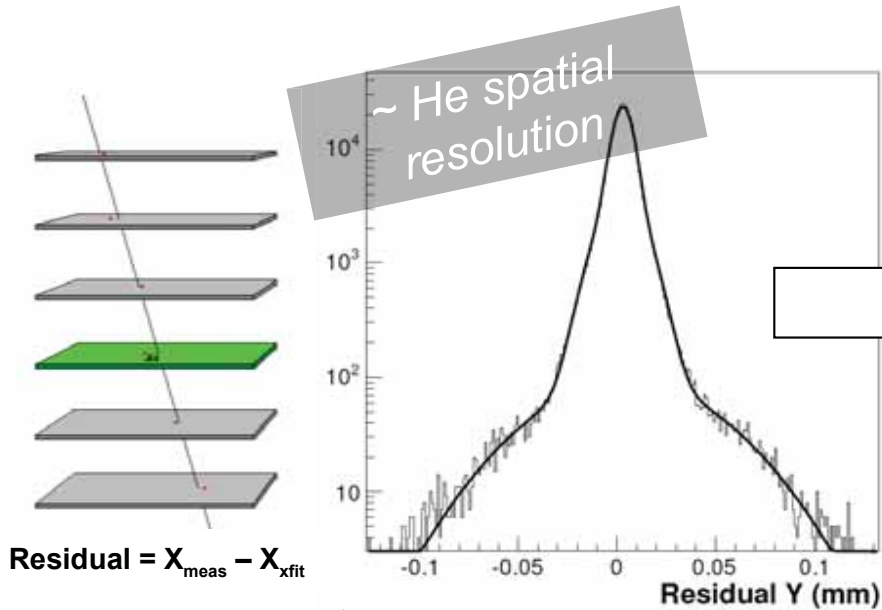 ~ He spatial
resolution
10⁴
10³
10²
10
-0.1 -0.05 0 0.05 0.1
Residual Y (mm)
Residual = X_meas – X_xfit